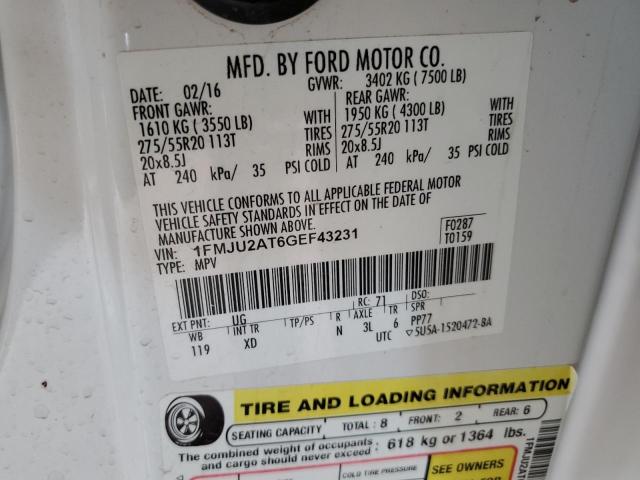 MFD. BY FORD MOTOR CO.
DATE: 02/16 GVWR: 3402 KG ( 7500 LB)
FRONT GAWR: REAR GAWR:
1610 KG ( 3550 LB) 1950 KG ( 4300 LB)
275/55R20 113T TIRES 275/55R20 113T TIRES
20x8.5J RIMS 20x8.5J RIMS
AT 240 kPa/ 35 PSI COLD AT 240 kPa/ 35 PSI COLD
THIS VEHICLE CONFORMS TO ALL APPLICABLE FEDERAL MOTOR
VEHICLE SAFETY STANDARDS IN EFFECT ON THE DATE OF
MANUFACTURE SHOWN ABOVE.
VIN: 1FMJU2AT6GEF43231 F0287
TYPE: MPV T0159
EXT PNT: UG RC: 71 DSO:
WB INT TR TP/PS R AXLE TR SPR
119 XD N 3L 6 PP77
UTC ▽5U5A-1520472-BA
TIRE AND LOADING INFORMATION
SEATING CAPACITY TOTAL : 8 FRONT: 2 REAR: 6
The combined weight of occupants and cargo should never exceed 618 kg or 1364 lbs.
COLD TIRE PRESSURE SEE OWNERS